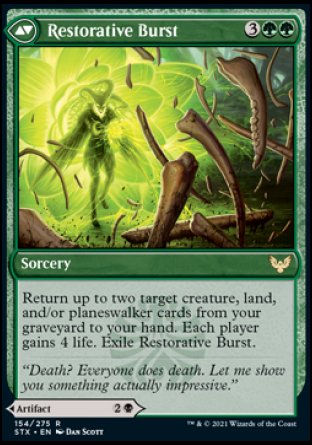 Restorative Burst 3
Sorcery
Return up to two target creature, land,
and/or planeswalker cards from your
graveyard to your hand. Each player
gains 4 life. Exile Restorative Burst.
“Death? Everyone does death. Let me show
you something actually impressive.”
Artifact 2
154/275 R
STX • EN Dan Scott ™ & © 2021 Wizards of the Coast